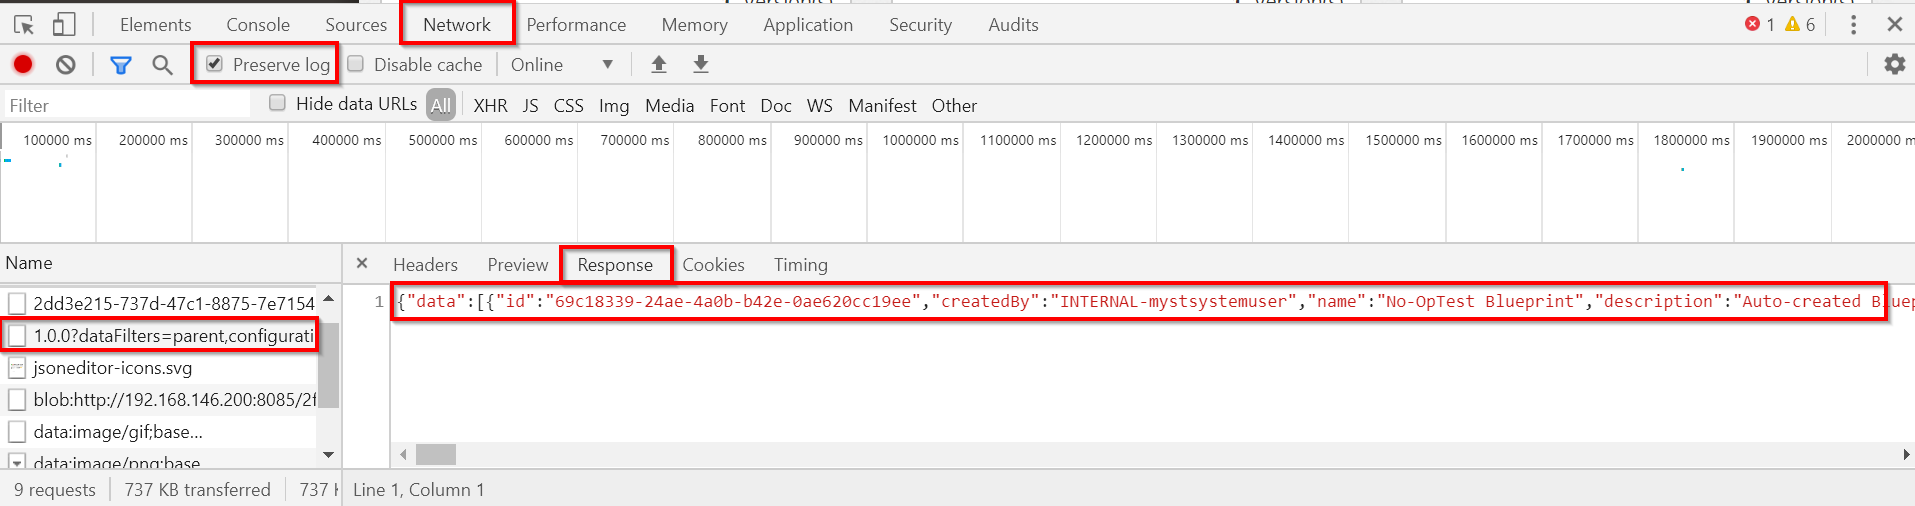 Elements Console Sources Network Performance Memory Application Security Audits 1 6
Preserve log Disable cache Online
Filter Hide data URLs All XHR JS CSS Img Media Font Doc WS Manifest Other
100000 ms 200000 ms 300000 ms 400000 ms 500000 ms 600000 ms 700000 ms 800000 ms 900000 ms 1000000 ms 1100000 ms 1200000 ms 1300000 ms 1400000 ms 1500000 ms 1600000 ms 1700000 ms 1800000 ms 1900000 ms 2000000 m
Name
Headers Preview Response Cookies Timing
2dd3e215-737d-47c1-8875-7e7154
1.0.0?dataFilters=parent,configurati
jsoneditor-icons.svg
blob:http://192.168.146.200:8085/2f
data:image/gif;base...
data:image/png;base
1 {"data":[{"id":"69c18339-24ae-4a0b-b42e-0ae620cc19ee","createdBy":"INTERNAL-mystsystemuser","name":"No-OpTest Blueprint","description":"Auto-created Bluep
9 requests 737 KB transferred 737 K
Line 1, Column 1